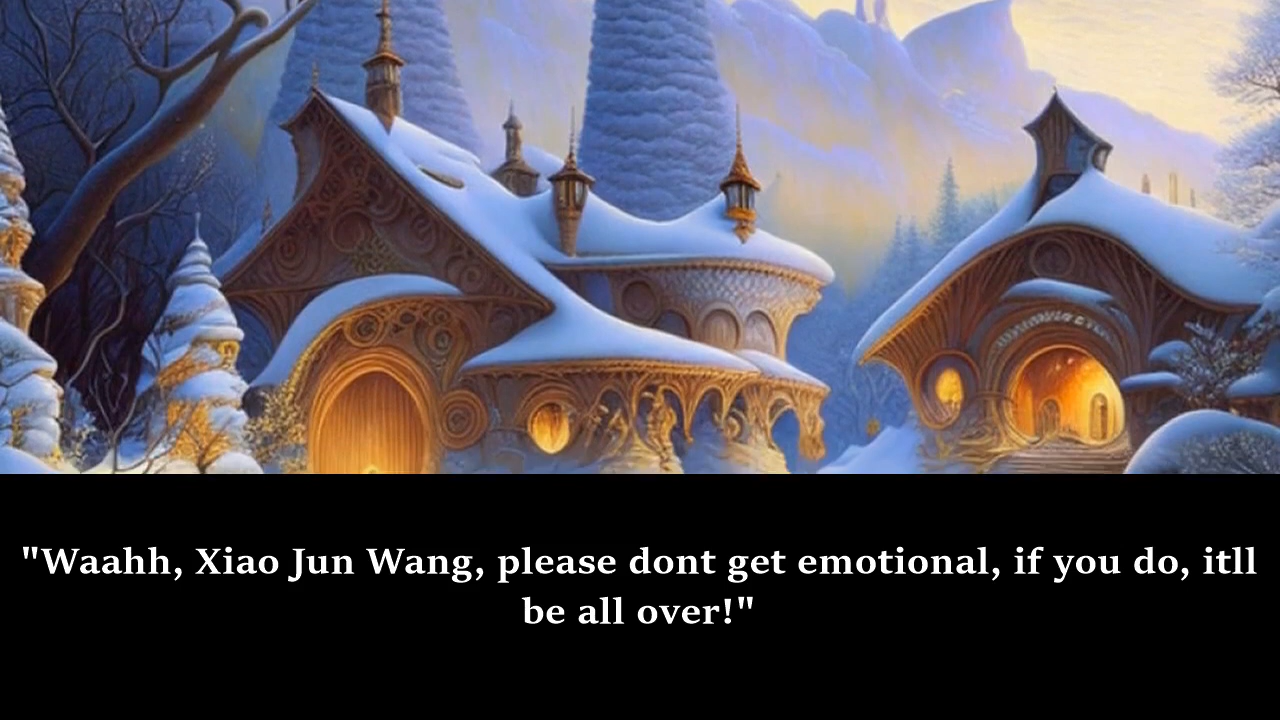 "Waahh, Xiao Jun Wang, please dont get emotional, if you do, itll
be all over!"